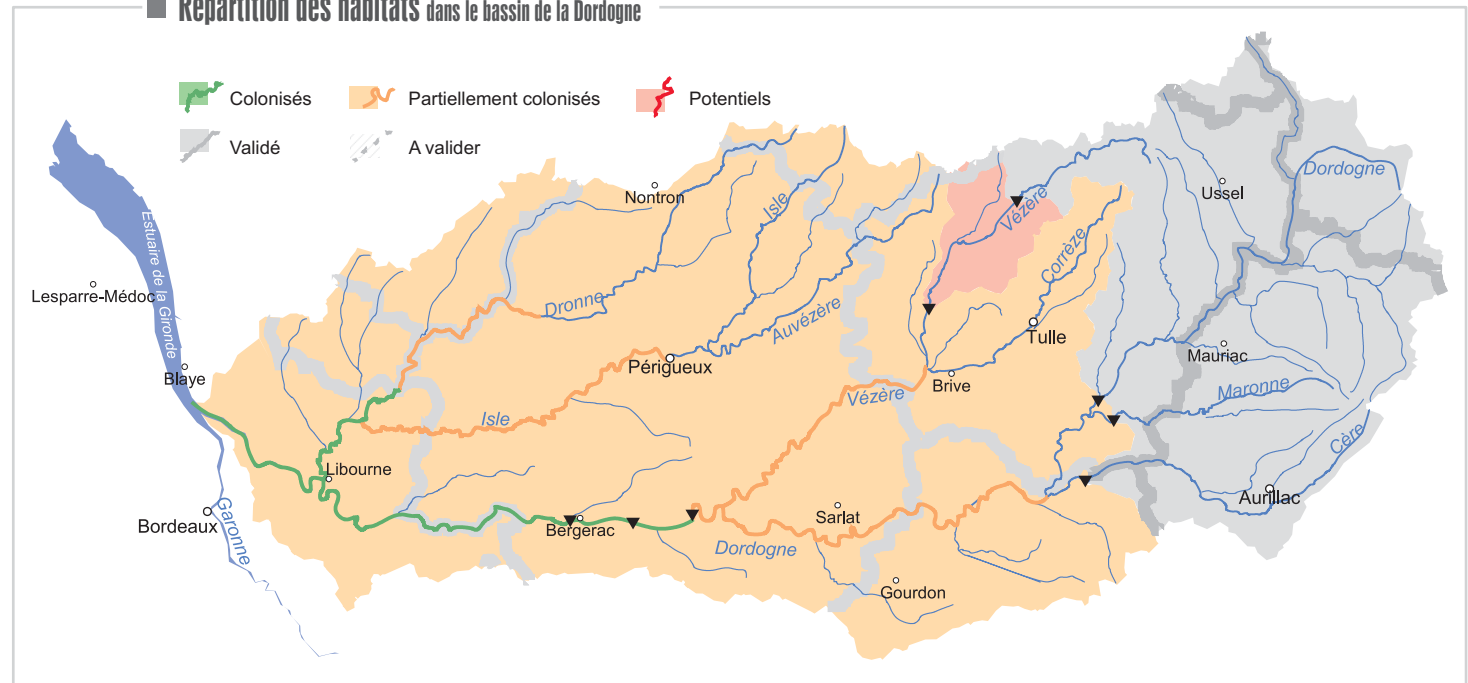 Répartition des habitats dans le bassin de la Dordogne
Colonisés
Partiellement colonisés
Potentiels
Validé
A valider
Estuaire de la Gironde
Lesparre-Médoc
Blaye
Bordeaux
Garonne
Libourne
Isle
Dronne
Nontron
Isle
Auvézère
Périgueux
Bergerac
Dordogne
Sarlat
Gourdon
Vézère
Brive
Vézère
Corrèze
Tulle
Ussel
Dordogne
Mauriac
Maronne
Cère
Aurillac